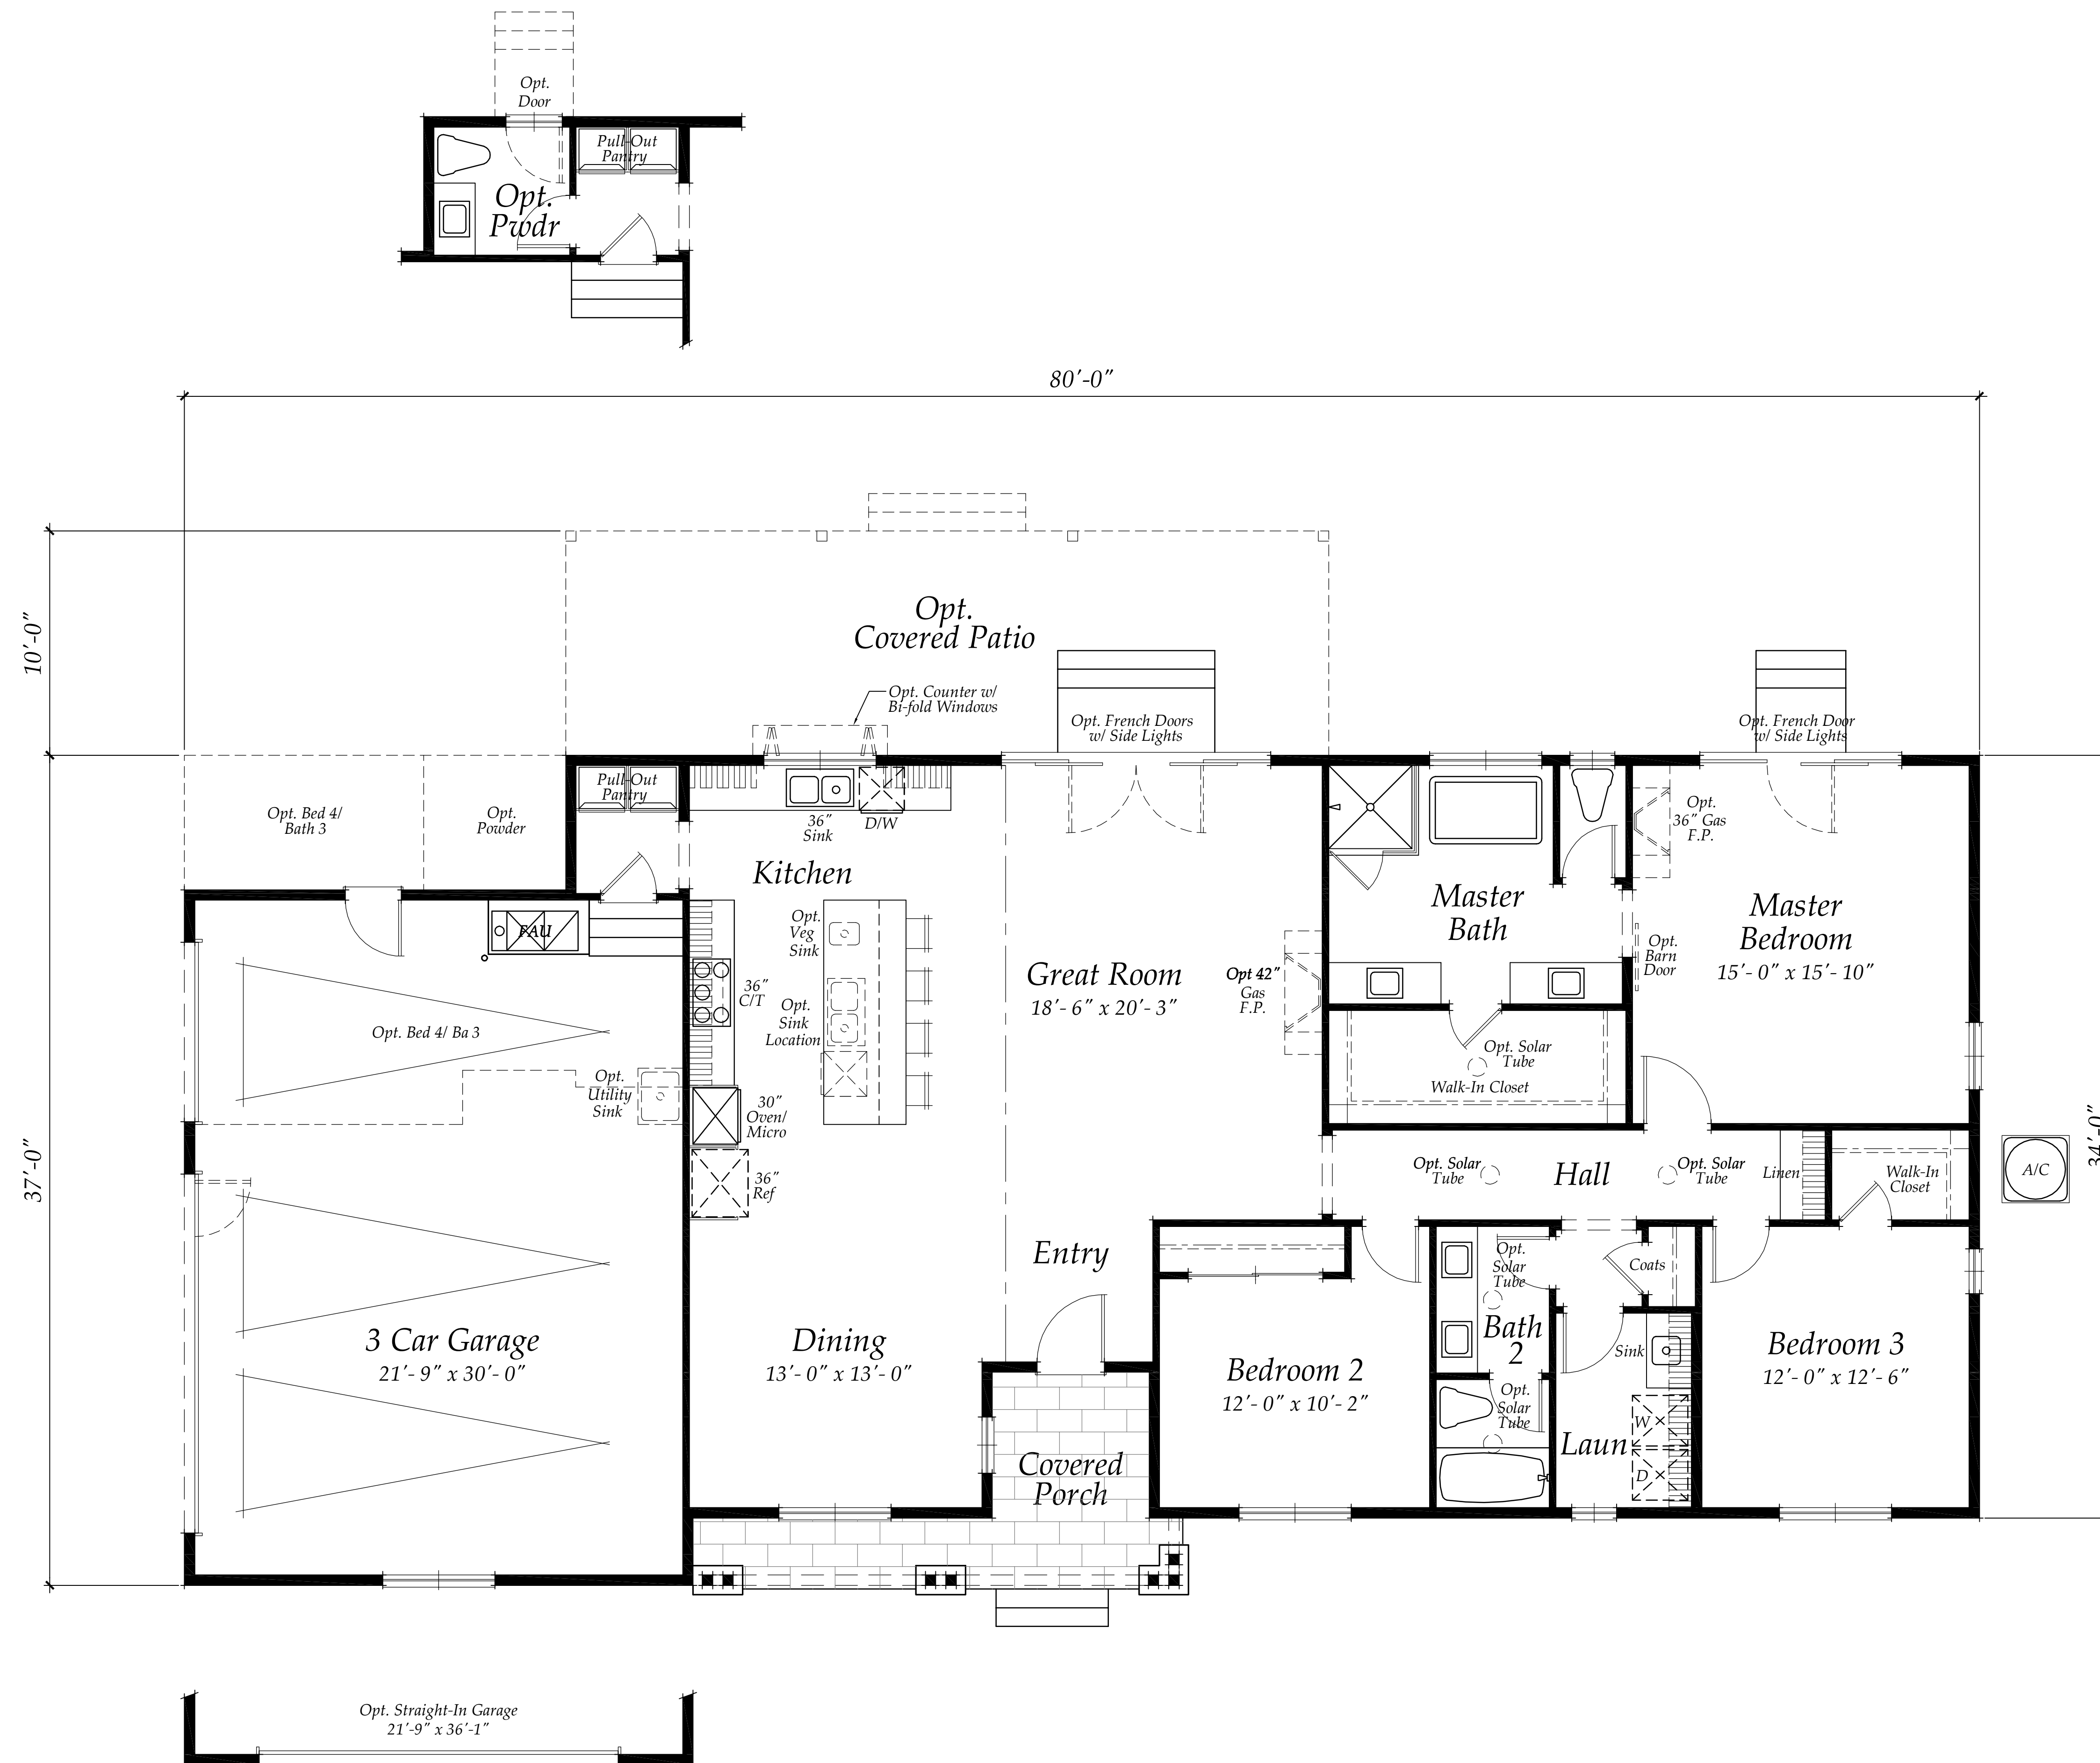 Opt.
Door
Pull-Out
Pantry
Opt.
Pwdr
80'-0"
10'-0"
Opt.
Covered Patio
Opt. Counter w/
Bi-fold Windows
Opt. French Doors
w/ Side Lights
Opt. French Door
w/ Side Lights
Opt. Bed 4/
Bath 3
Opt.
Powder
Pull-Out
Pantry
36"
Sink
D/W
Opt.
36" Gas
F.P.
Kitchen
Master
Bath
Master
Bedroom
15'- 0" x 15'- 10"
Opt.
Barn
Door
FAU
Opt.
Veg
Sink
36"
C/T
Opt.
Sink
Location
Great Room
18'- 6" x 20'- 3"
Opt 42"
Gas
F.P.
Opt. Bed 4/ Ba 3
Opt.
Utility
Sink
30"
Oven/
Micro
36"
Ref
Opt. Solar
Tube
Walk-In Closet
37'-0"
34'-0"
Opt. Solar
Tube
Hall
Opt. Solar
Tube
Linen
Walk-In
Closet
A/C
Entry
Opt.
Solar
Tube
Coats
3 Car Garage
21'- 9" x 30'- 0"
Dining
13'- 0" x 13'- 0"
Bedroom 2
12'- 0" x 10'- 2"
Bath
2
Sink
Bedroom 3
12'- 0" x 12'- 6"
Opt.
Solar
Tube
W
Laun
D
Covered
Porch
Opt. Straight-In Garage
21'-9" x 36'-1"